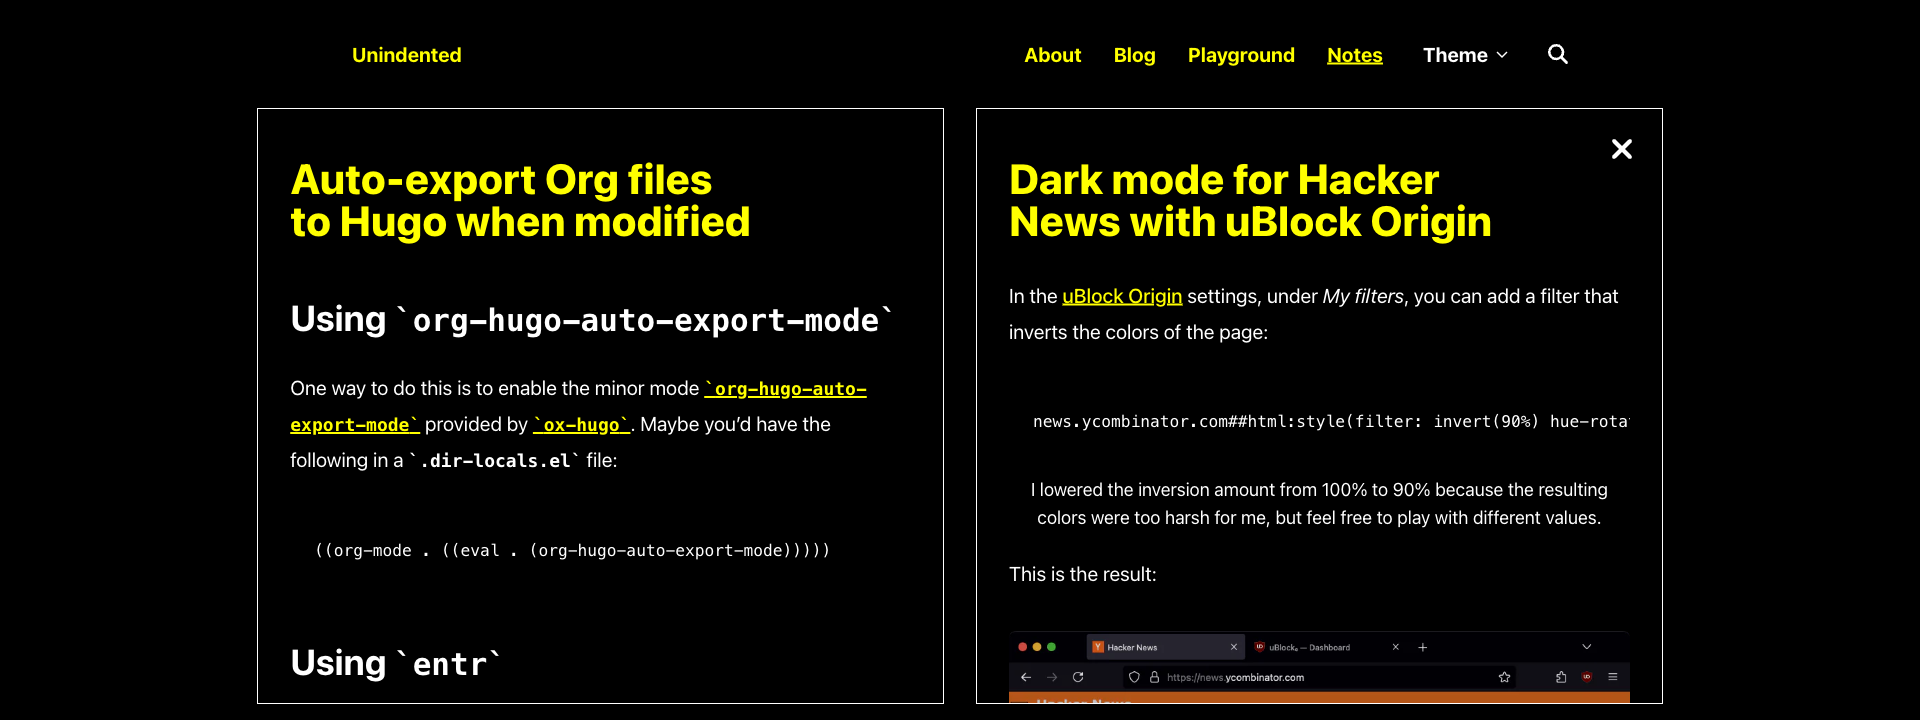 Unindented
About Blog Playground Notes Theme
Auto-export Org files
to Hugo when modified
Using `org-hugo-auto-export-mode`
One way to do this is to enable the minor mode `org-hugo-auto-
export-mode` provided by `ox-hugo`. Maybe you’d have the
following in a `.dir-locals.el` file:
((org-mode . ((eval . (org-hugo-auto-export-mode)))))
Using `entr`
Dark mode for Hacker
News with uBlock Origin
In the uBlock Origin settings, under My filters, you can add a filter that
inverts the colors of the page:
news.ycombinator.com##html:style(filter: invert(90%) hue-rota
I lowered the inversion amount from 100% to 90% because the resulting
colors were too harsh for me, but feel free to play with different values.
This is the result:
Hacker News
uBlock₀ — Dashboard
https://news.ycombinator.com
Hacker News